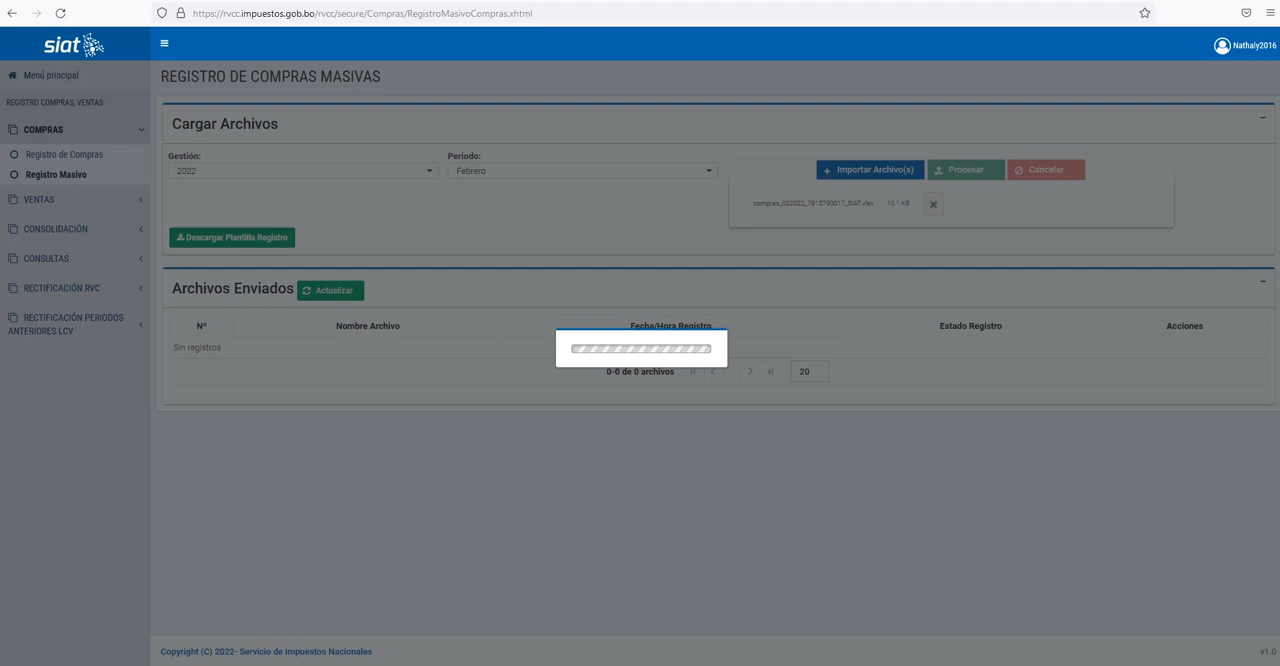 https://rvcc.impuestos.gob.bo/rvcc/secure/Compras/RegistroMasivoCompras.xhtml
siat
Nathaly2016
Menú principal
REGISTRO COMPRAS, VENTAS
COMPRAS
Registro de Compras
Registro Masivo
VENTAS
CONSOLIDACIÓN
CONSULTAS
RECTIFICACIÓN RVC
RECTIFICACIÓN PERIODOS
ANTERIORES LCV
REGISTRO DE COMPRAS MASIVAS
Cargar Archivos
Gestión:
Periodo:
2022
Febrero
Importar Archivo(s)
Procesar
Cancelar
compras_022022_7815790017_SIAT.xlsx 10.1 KB
Descargar Plantilla Registro
Archivos Enviados
Actualizar
Nº Nombre Archivo Fecha/Hora Registro Estado Registro Acciones
Sin registros
0-0 de 0 archivos
20
Copyright (C) 2022- Servicio de Impuestos Nacionales
v1.0